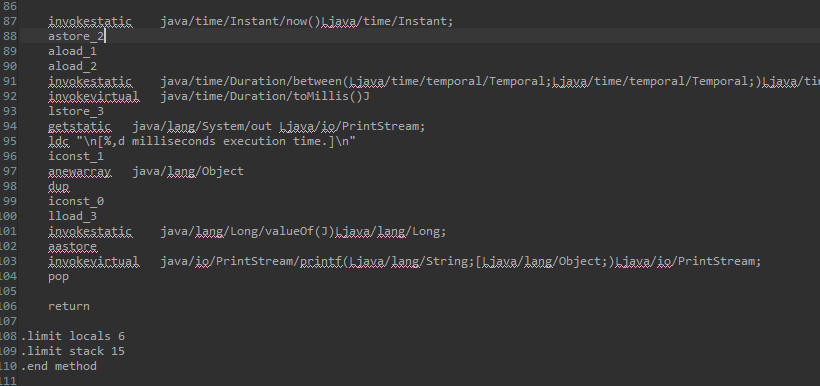 86
87 invokestatic java/time/Instant/now()Ljava/time/Instant;
88 astore_2
89 aload_1
90 aload_2
91 invokestatic java/time/Duration/between(Ljava/time/temporal/Temporal;Ljava/time/temporal/Temporal;)Ljava/tim
92 invokevirtual java/time/Duration/toMillis()J
93 lstore_3
94 getstatic java/lang/System/out Ljava/io/PrintStream;
95 ldc "\n[%,d milliseconds execution time.]\n"
96 iconst_1
97 anewarray java/lang/Object
98 dup
99 iconst_0
100 lload_3
101 invokestatic java/lang/Long/valueOf(J)Ljava/lang/Long;
102 aastore
103 invokevirtual java/io/PrintStream/printf(Ljava/lang/String;[Ljava/lang/Object;)Ljava/io/PrintStream;
104 pop
105
106 return
107
108 .limit locals 6
109 .limit stack 15
110 .end method
111